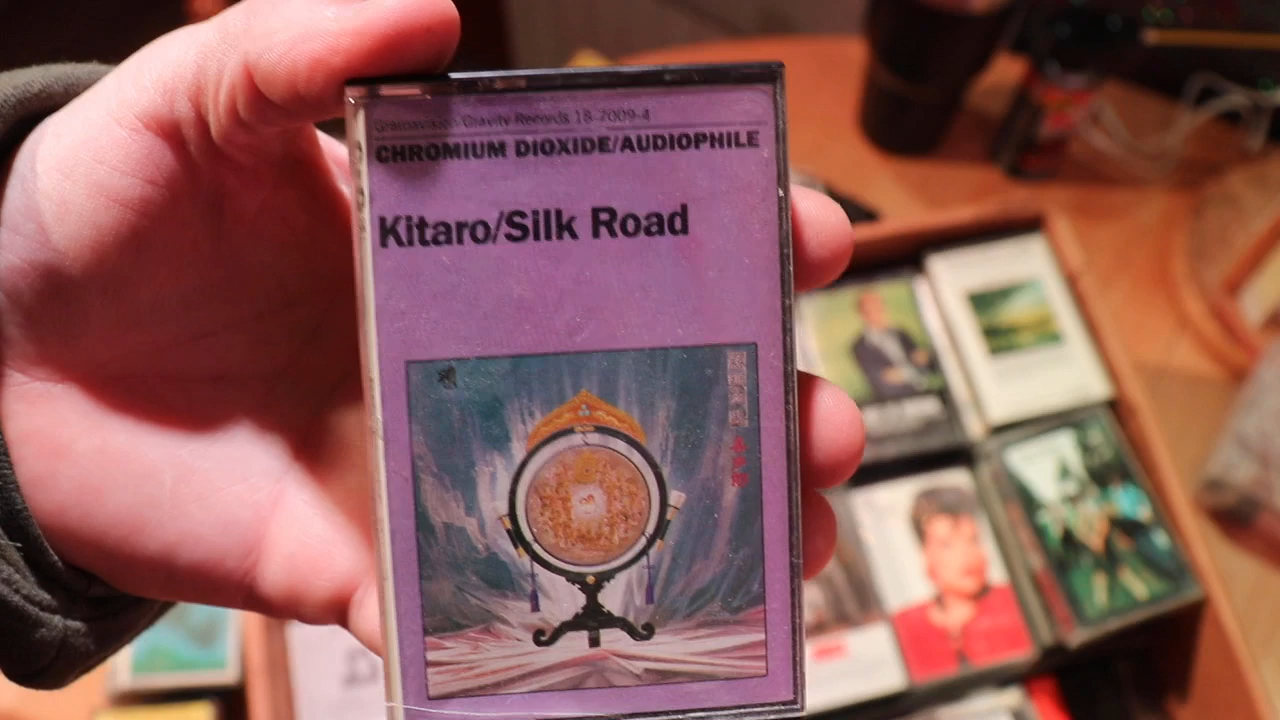 Gramavision Gravity Records 18-7009-4
CHROMIUM DIOXIDE/AUDIOPHILE
Kitaro/Silk Road